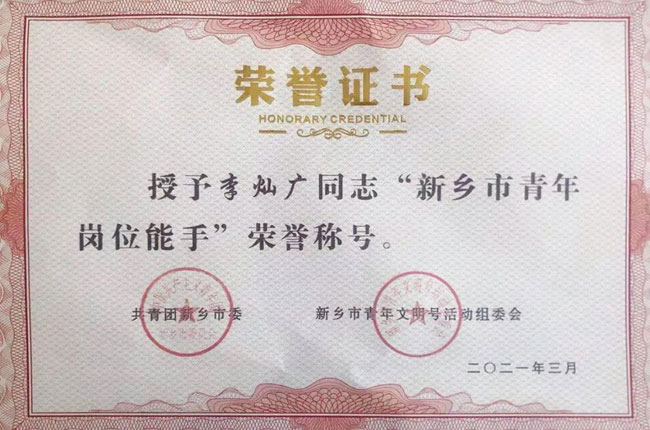 荣誉证书
HONORARY CREDENTIAL
授予李灿广同志“新乡市青年
岗位能手”荣誉称号。
共青团新乡市委 新乡市青年文明号活动组委会
二〇二一年三月